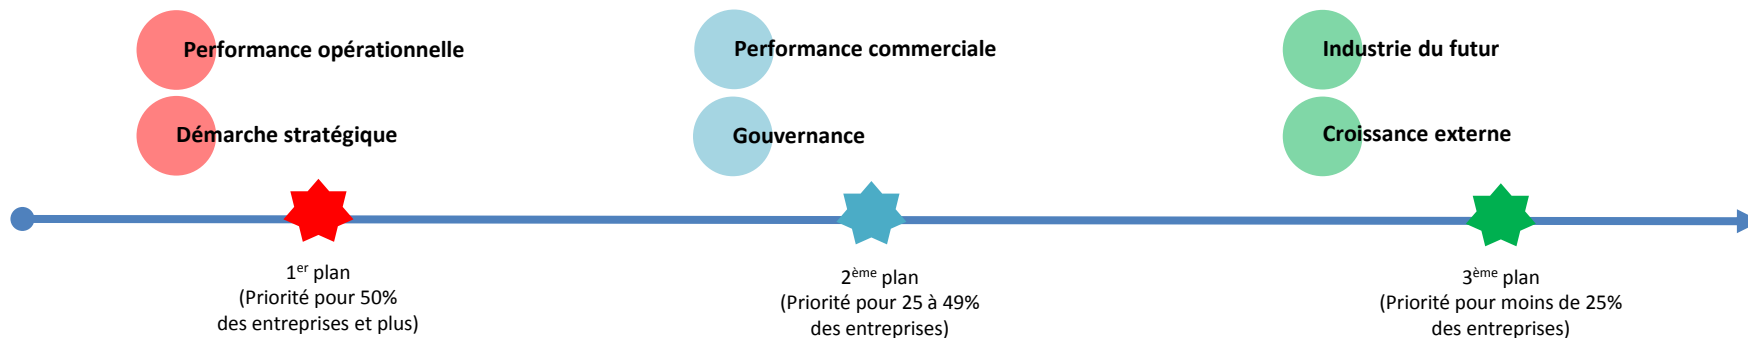 Performance opérationnelle
Démarche stratégique
Performance commerciale
Gouvernance
Industrie du futur
Croissance externe
1er plan
(Priorité pour 50%
des entreprises et plus)
2ème plan
(Priorité pour 25 à 49%
des entreprises)
3ème plan
(Priorité pour moins de 25%
des entreprises)